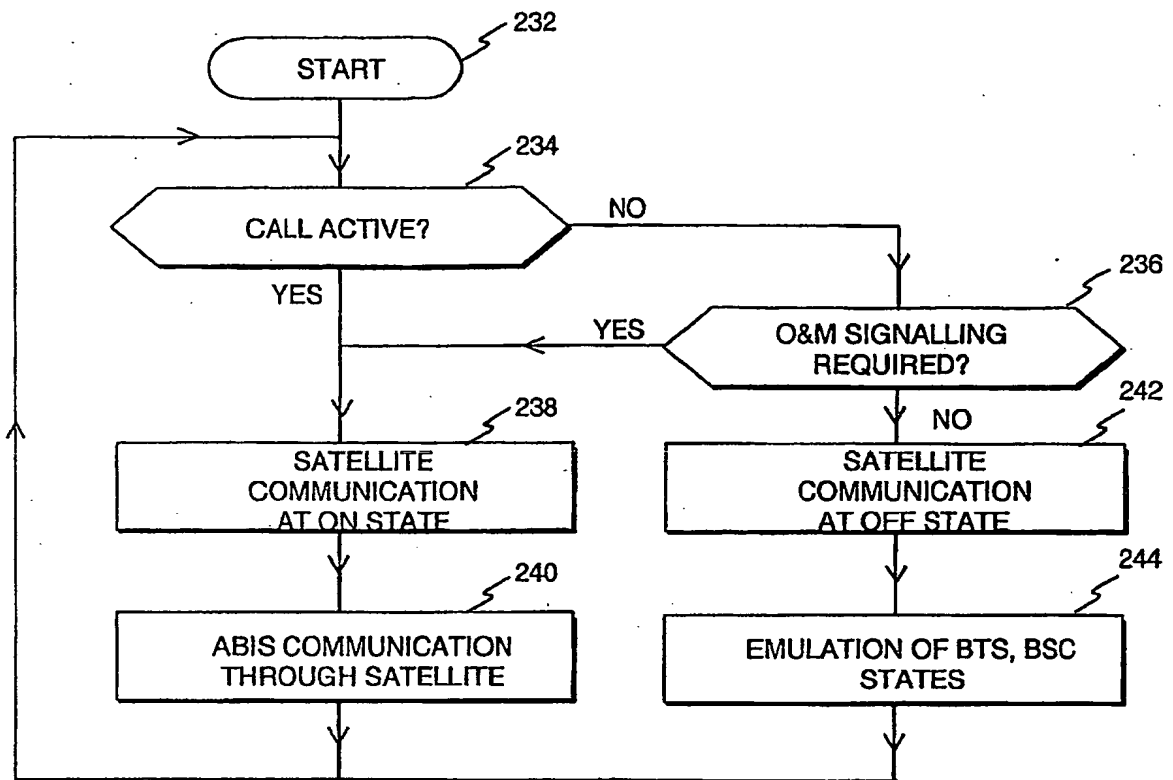 232
START
234
CALL ACTIVE?
NO
236
YES
YES
O&M SIGNALLING
REQUIRED?
238
242
NO
SATELLITE
COMMUNICATION
AT ON STATE
SATELLITE
COMMUNICATION
AT OFF STATE
240
244
ABIS COMMUNICATION
THROUGH SATELLITE
EMULATION OF BTS, BSC
STATES